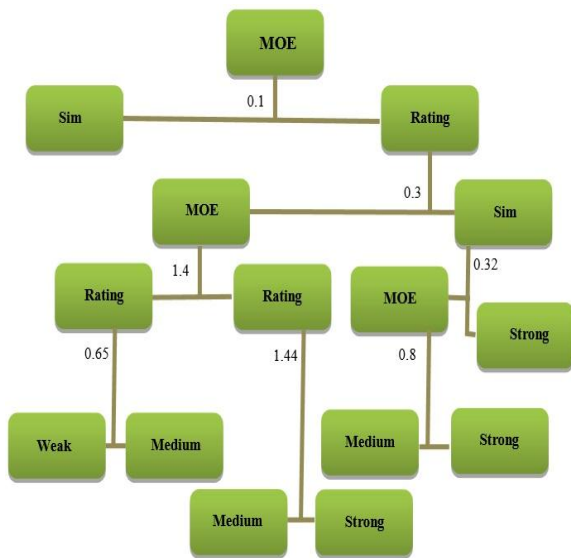 MOE
0.1
Sim
Rating
0.3
MOE
Sim
1.4
0.32
Rating
Rating
MOE
Strong
0.65
1.44
0.8
Weak
Medium
Medium
Strong
Medium
Strong